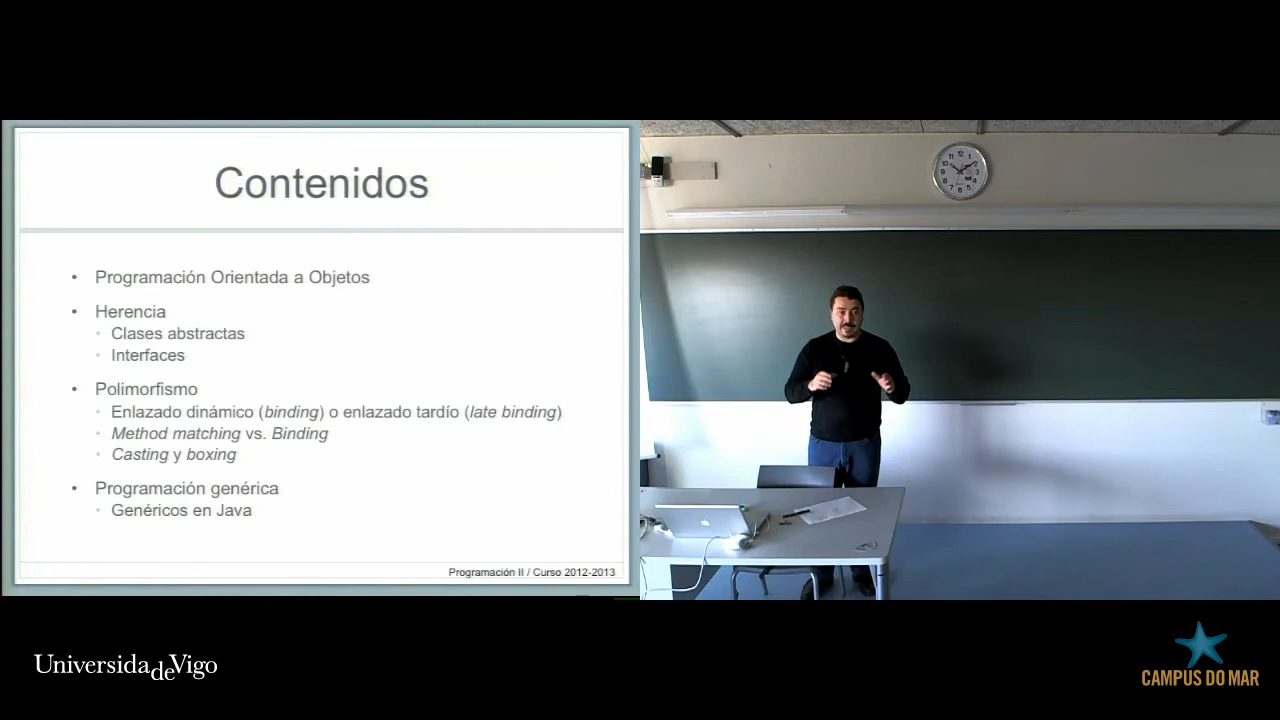 Contenidos
• Programación Orientada a Objetos
• Herencia
• Clases abstractas
• Interfaces
• Polimorfismo
• Enlazado dinámico (binding) o enlazado tardío (late binding)
• Method matching vs. Binding
• Casting y boxing
• Programación genérica
• Genéricos en Java
Programación II / Curso 2012-2013
Universidade de Vigo
CAMPUS DO MAR